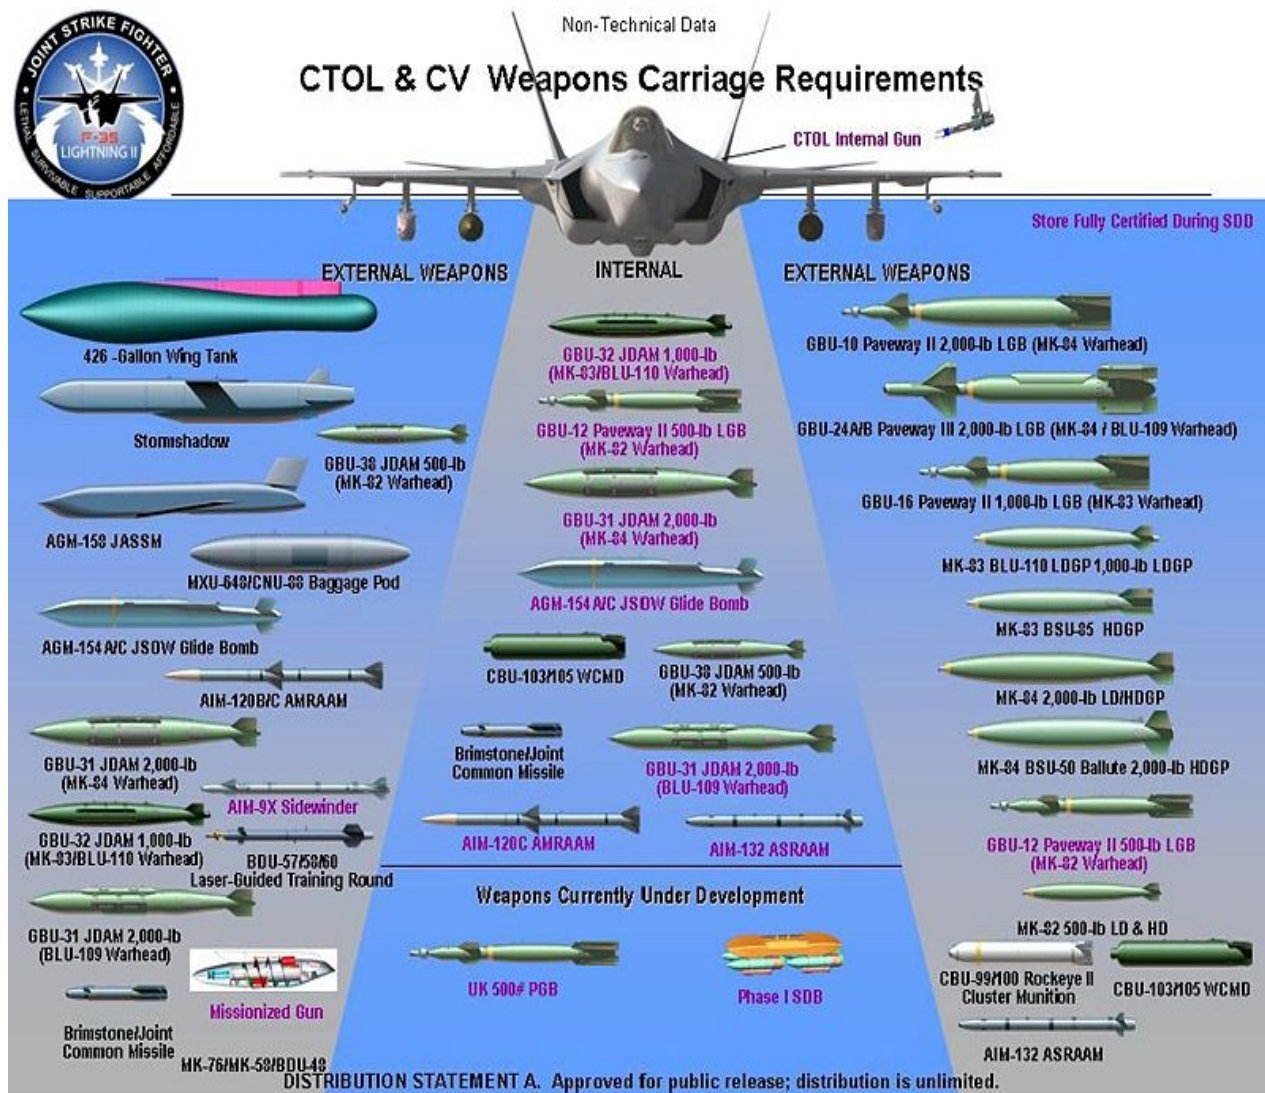 Non-Technical Data
JOINT STRIKE FIGHTER
F-35
LIGHTNING II
LETHAL SURVIVABLE SUPPORTABLE AFFORDABLE
CTOL & CV Weapons Carriage Requirements
CTOL Internal Gun
Store Fully Certified During SDD
EXTERNAL WEAPONS
426 -Gallon Wing Tank
Stormshadow
GBU-38 JDAM 500-lb
(MK-82 Warhead)
AGM-158 JASSM
MXU-648/CNU-88 Baggage Pod
AGM-154 A/C JSOW Glide Bomb
AIM-120B/C AMRAAM
GBU-31 JDAM 2,000-lb
(MK-84 Warhead)
AIM-9X Sidewinder
GBU-32 JDAM 1,000-lb
(MK-83/BLU-110 Warhead)
BDU-57/58/60
Laser-Guided Training Round
GBU-31 JDAM 2,000-lb
(BLU-109 Warhead)
Missionized Gun
Brimstone/Joint
Common Missile
MK-76/MK-58/BDU-48
INTERNAL
GBU-32 JDAM 1,000-lb
(MK-83/BLU-110 Warhead)
GBU-12 Paveway II 500-lb LGB
(MK-82 Warhead)
GBU-31 JDAM 2,000-lb
(MK-84 Warhead)
AGM-154 A/C JSOW Glide Bomb
CBU-103/105 WCMD
GBU-38 JDAM 500-lb
(MK-82 Warhead)
Brimstone/Joint
Common Missile
GBU-31 JDAM 2,000-lb
(BLU-109 Warhead)
AIM-120C AMRAAM
AIM-132 ASRAAM
Weapons Currently Under Development
UK 500# PGB
Phase I SDB
EXTERNAL WEAPONS
GBU-10 Paveway II 2,000-lb LGB (MK-84 Warhead)
GBU-24A/B Paveway III 2,000-lb LGB (MK-84 / BLU-109 Warhead)
GBU-16 Paveway II 1,000-lb LGB (MK-83 Warhead)
MK-83 BLU-110 LDGP 1,000-lb LDGP
MK-83 BSU-85 HDGP
MK-84 2,000-lb LD/HDGP
MK-84 BSU-50 Ballute 2,000-lb HDGP
GBU-12 Paveway II 500-lb LGB
(MK-82 Warhead)
MK-82 500-lb LD & HD
CBU-99/100 Rockeye II
Cluster Munition
CBU-103/105 WCMD
AIM-132 ASRAAM
DISTRIBUTION STATEMENT A. Approved for public release; distribution is unlimited.